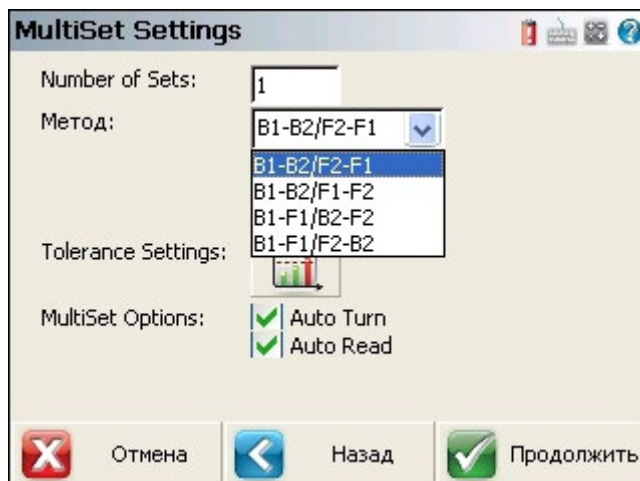 MultiSet Settings
Number of Sets: 1
Метод: B1-B2/F2-F1
B1-B2/F2-F1
B1-B2/F1-F2
B1-F1/B2-F2
B1-F1/F2-B2
Tolerance Settings:
MultiSet Options: Auto Turn
Auto Read
Отмена Назад Продолжить